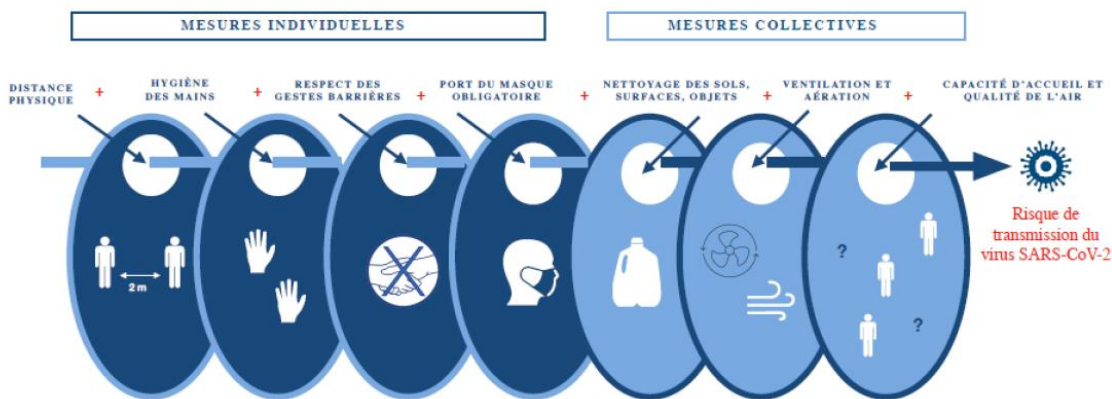 MESURES INDIVIDUELLES
MESURES COLLECTIVES
DISTANCE
PHYSIQUE
+
HYGIÈNE
DES MAINS
+
RESPECT DES
GESTES BARRIÈRES
+
PORT DU MASQUE
OBLIGATOIRE
+
NETTOYAGE DES SOLS,
SURFACES, OBJETS
+
VENTILATION ET
AÉRATION
+
CAPACITÉ D'ACCUEIL ET
QUALITÉ DE L'AIR
2 m
?
?
Risque de
transmission du
virus SARS-CoV-2